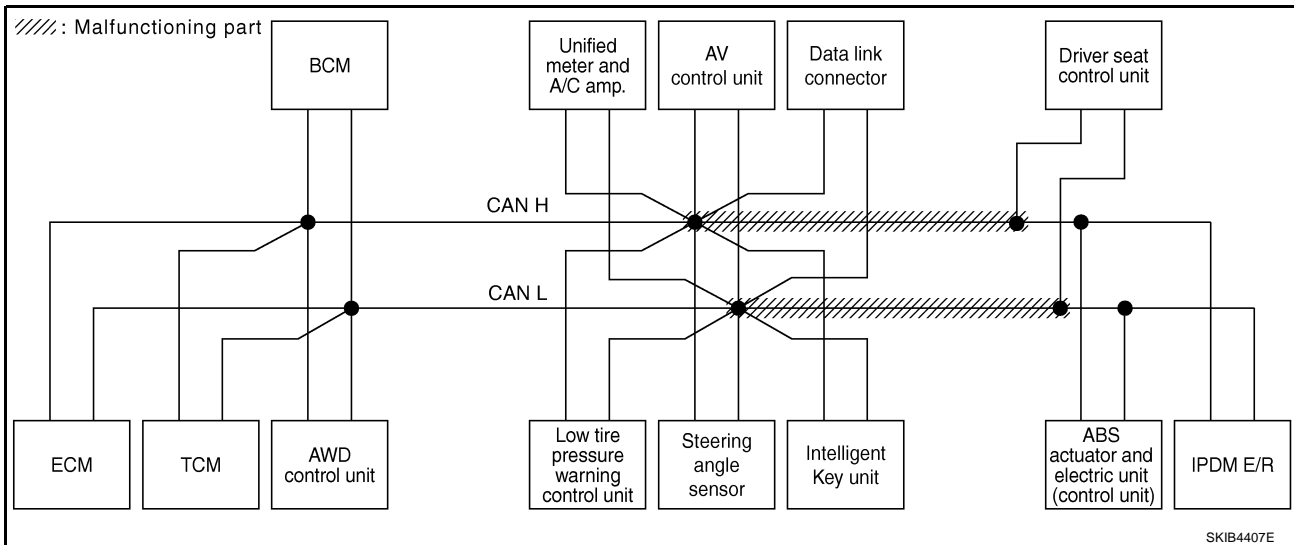 : Malfunctioning part
BCM
Unified
meter and
A/C amp.
AV
control unit
Data link
connector
Driver seat
control unit
CAN H
CAN L
ECM
TCM
AWD
control unit
Low tire
pressure
warning
control unit
Steering
angle
sensor
Intelligent
Key unit
ABS
actuator and
electric unit
(control unit)
IPDM E/R
SKIB4407E